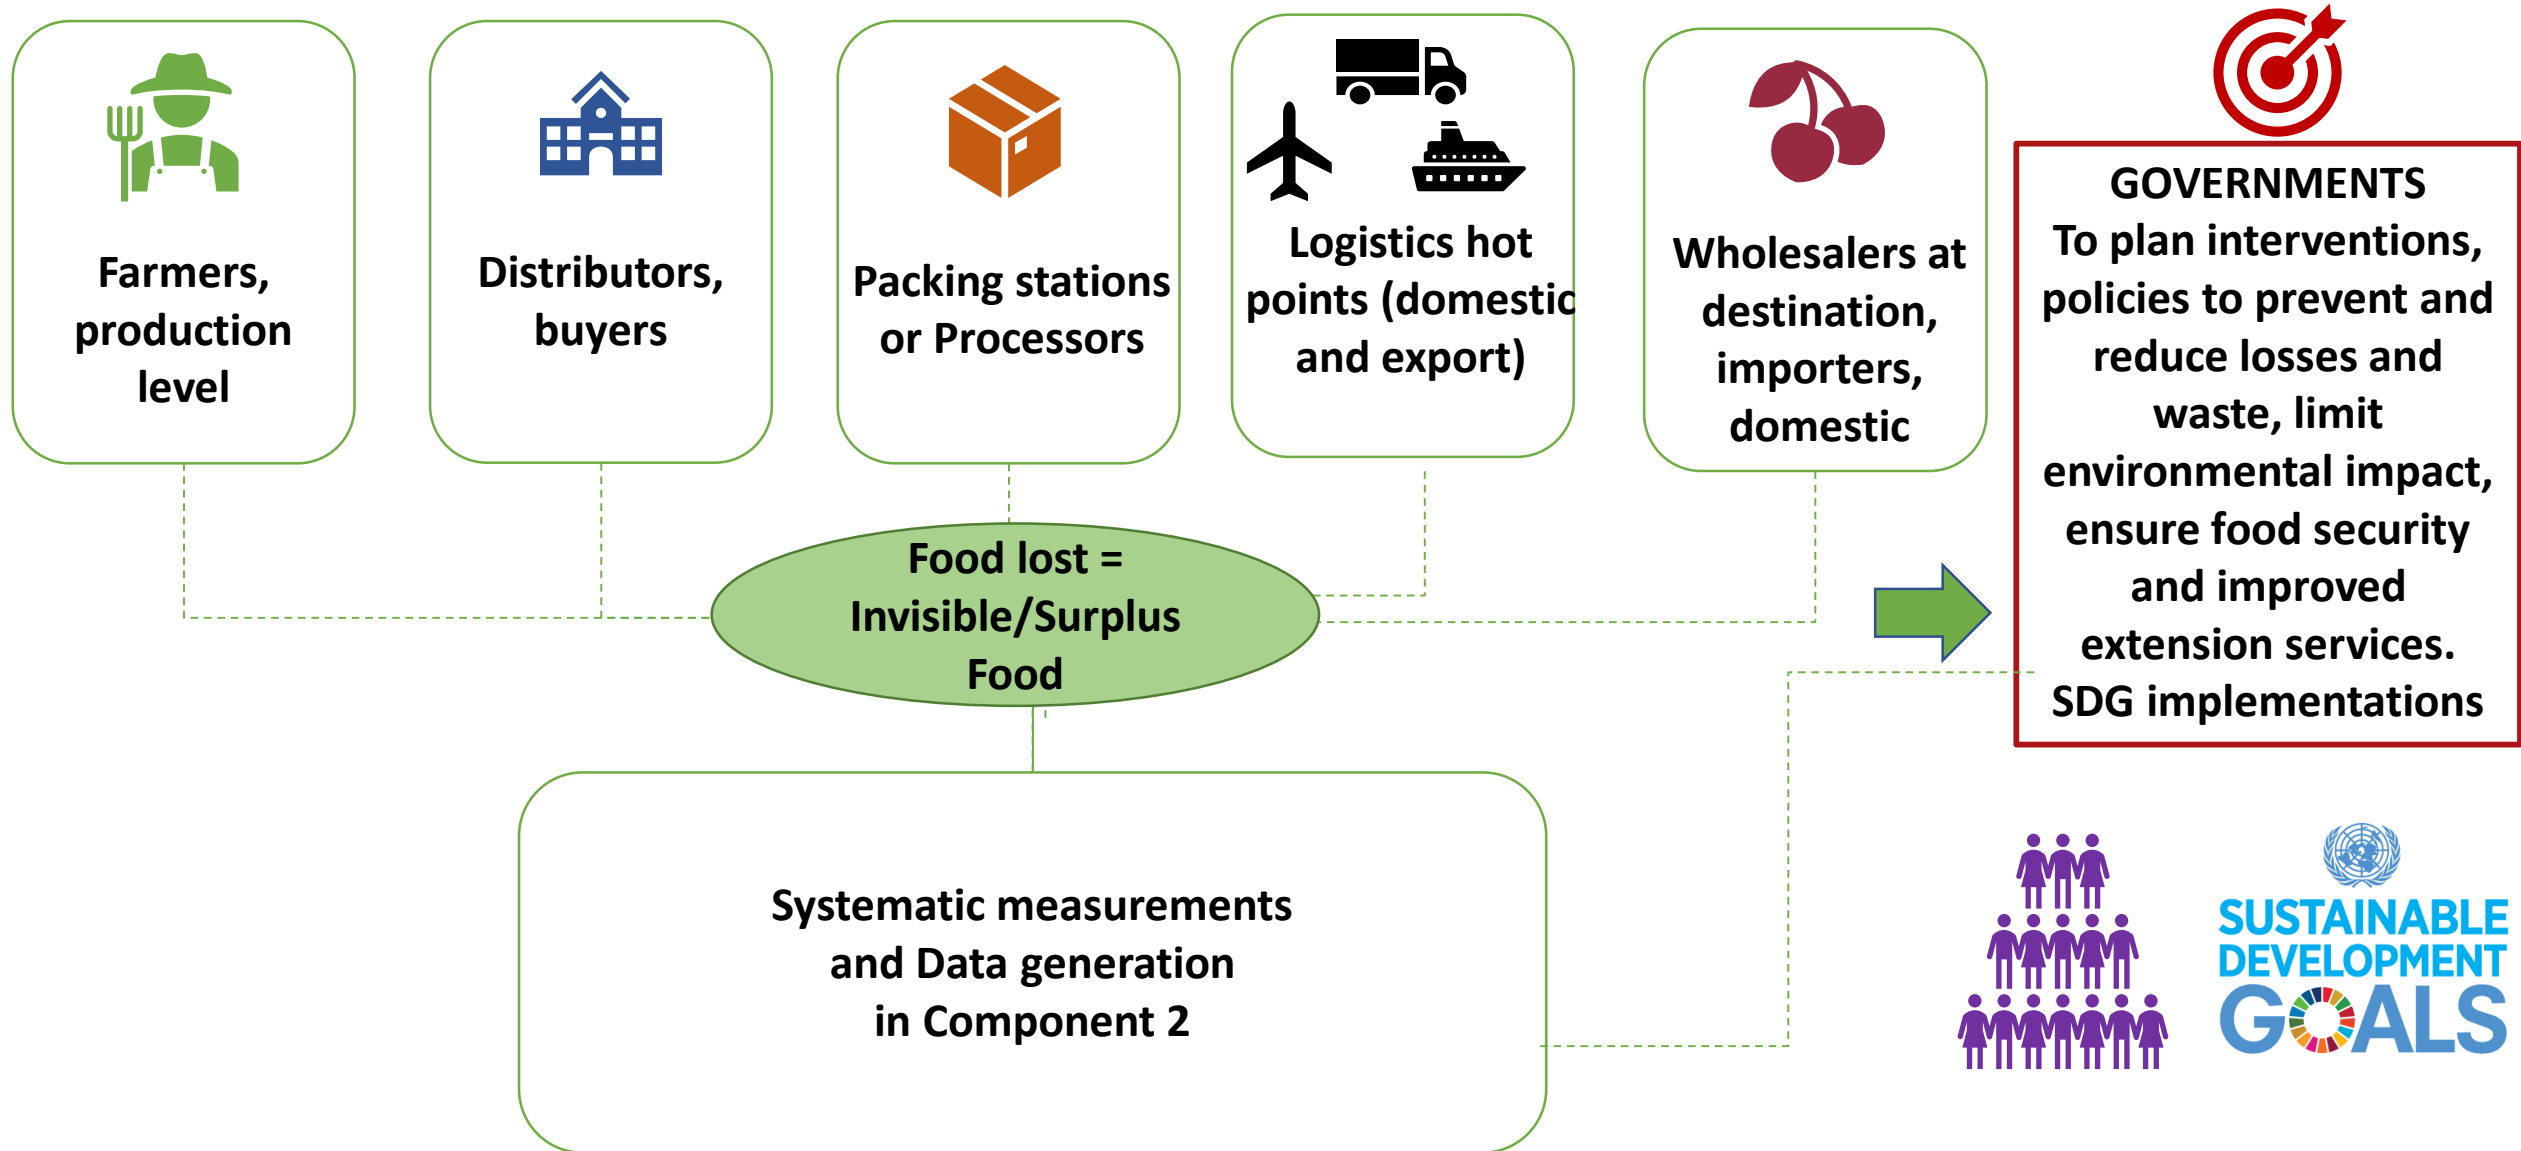 Farmers,
production
level
Distributors,
buyers
Packing stations
or Processors
Logistics hot
points (domestic
and export)
Wholesalers at
destination,
importers,
domestic
GOVERNMENTS
To plan interventions,
policies to prevent and
reduce losses and
waste, limit
environmental impact,
ensure food security
and improved
extension services.
SDG implementations
Food lost =
Invisible/Surplus
Food
Systematic measurements
and Data generation
in Component 2
SUSTAINABLE
DEVELOPMENT
GOALS